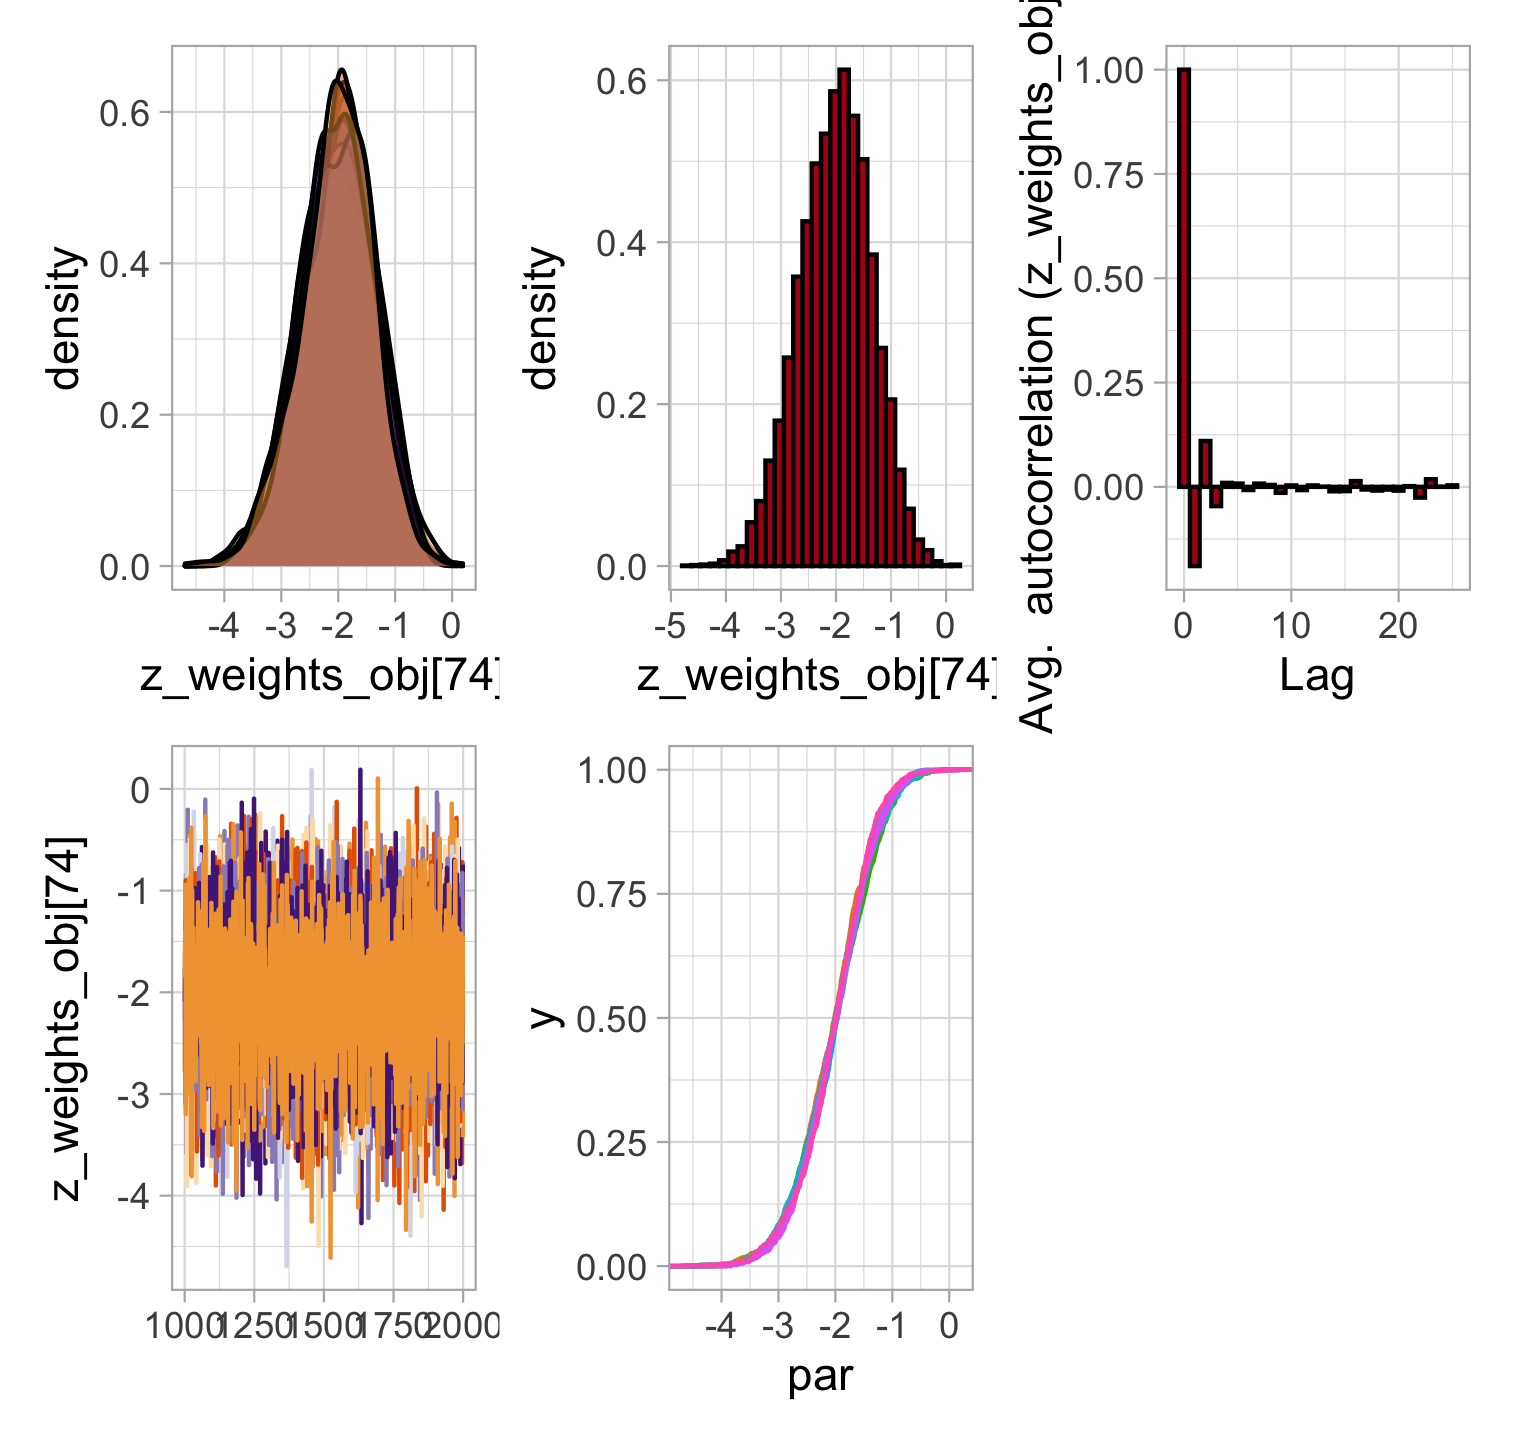 density
0.6
0.4
0.2
0.0
-4 -3 -2 -1 0
z_weights_obj[74]
density
0.6
0.4
0.2
0.0
-5 -4 -3 -2 -1 0
z_weights_obj[74]
Avg. autocorrelation (z_weights_obj
1.00
0.75
0.50
0.25
0.00
0 10 20
Lag
z_weights_obj[74]
0
-1
-2
-3
-4
1000 1250 1500 1750 2000
y
1.00
0.75
0.50
0.25
0.00
-4 -3 -2 -1 0
par